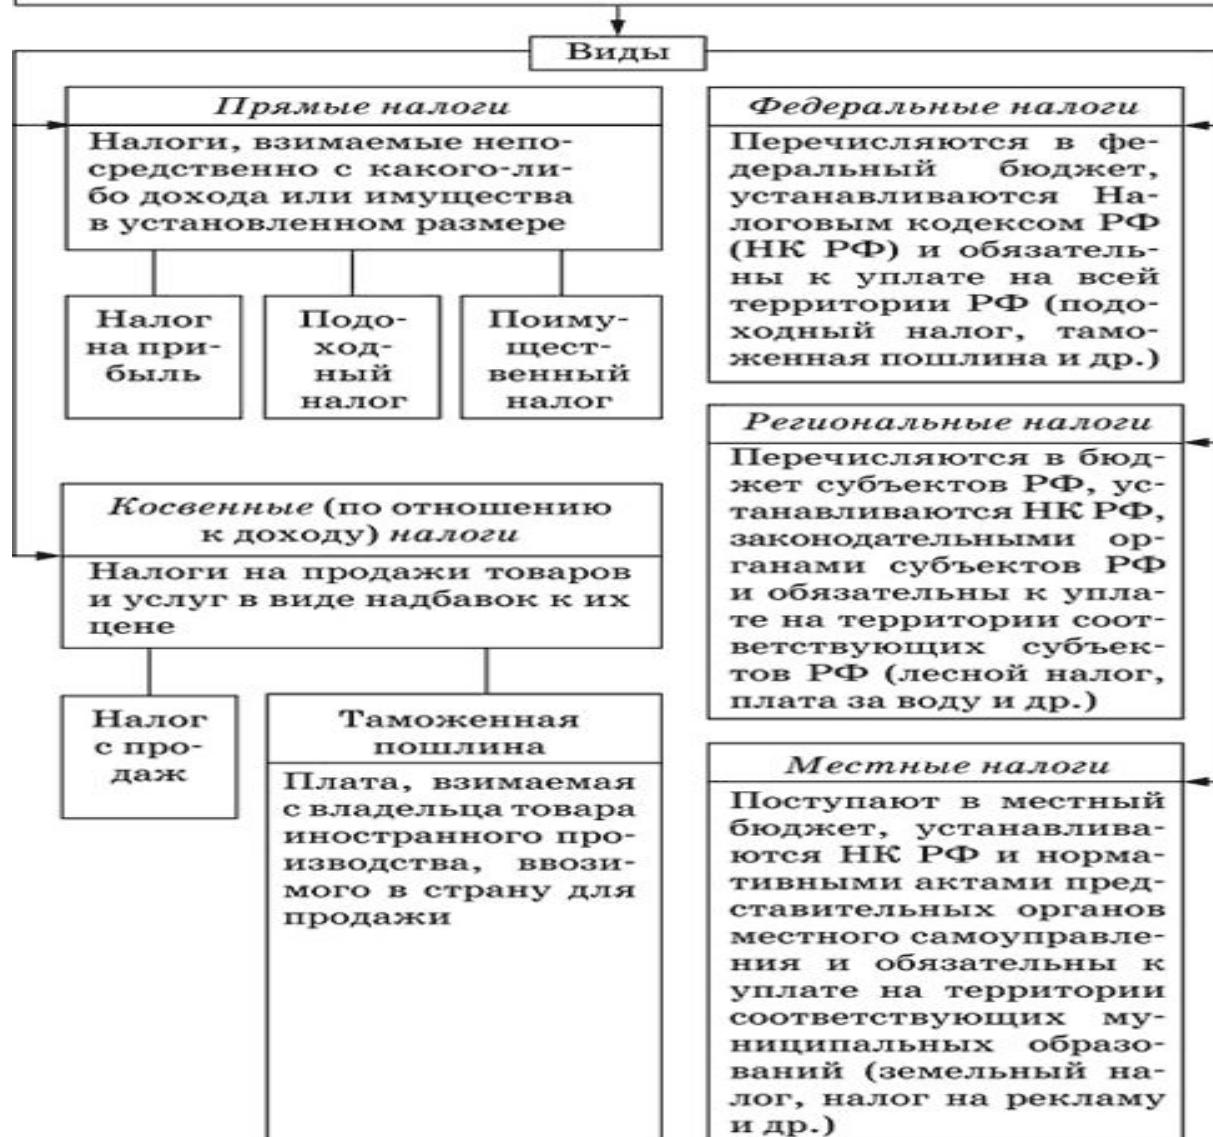 Виды
Прямые налоги
Налоги, взимаемые непо-
средственно с какого-ли-
бо дохода или имущества
в установленном размере
Налог
на при-
быль
Подо-
ход-
ный
налог
Поиму-
щест-
венный
налог
Косвенные (по отношению
к доходу) налоги
Налоги на продажи товаров
и услуг в виде надбавок к их
цене
Налог
с про-
даж
Таможенная
пошлина
Плата, взимаемая
с владельца товара
иностранного про-
изводства, ввози-
мого в страну для
продажи
Федеральные налоги
Перечисляются в фе-
деральный бюджет,
устанавливаются На-
логовым кодексом РФ
(НК РФ) и обязатель-
ны к уплате на всей
территории РФ (подо-
ходный налог, тамо-
женная пошлина и др.)
Региональные налоги
Перечисляются в бюд-
жет субъектов РФ, ус-
танавливаются НК РФ,
законодательными ор-
ганами субъектов РФ
и обязательны к упла-
те на территории соот-
ветствующих субъек-
тов РФ (лесной налог,
плата за воду и др.)
Местные налоги
Поступают в местный
бюджет, устанавлива-
ются НК РФ и норма-
тивными актами пред-
ставительных органов
местного самоуправле-
ния и обязательны к
уплате на территории
соответствующих му-
ниципальных образо-
ваний (земельный на-
лог, налог на рекламу
и др.)